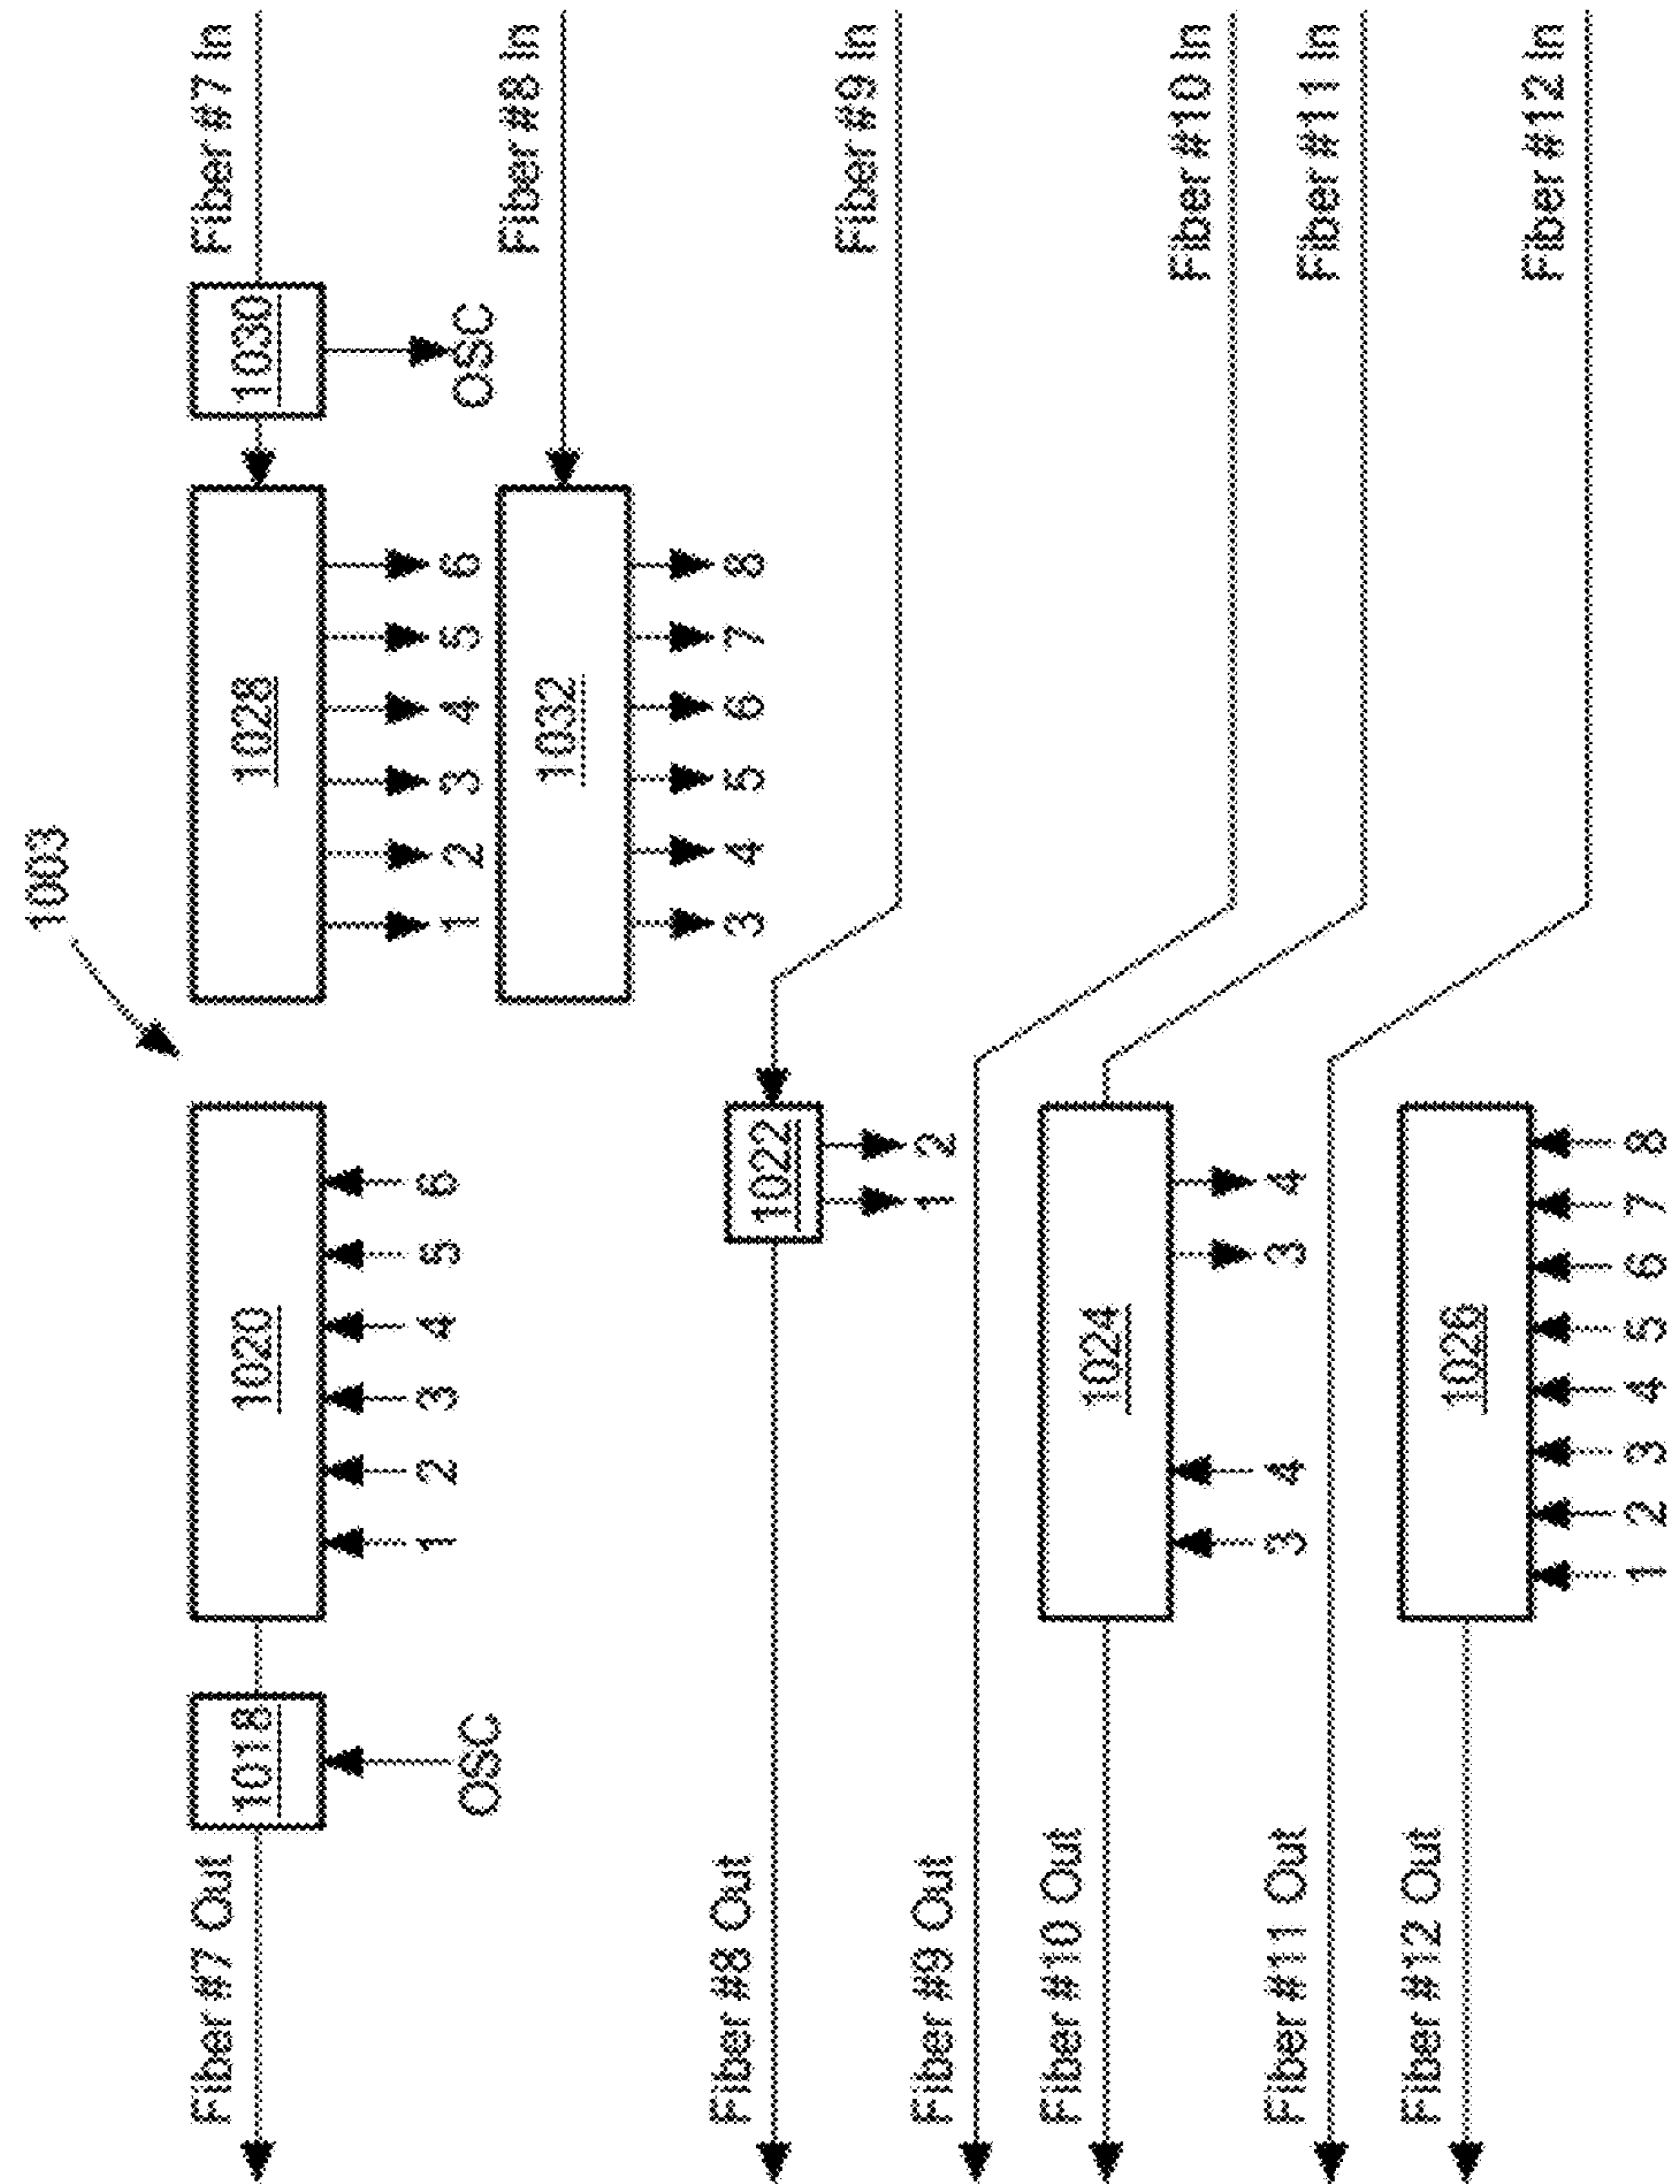 1003
Fiber #7 Out
1018
1020
1028
1030
Fiber #7 In
OSC
1 2 3 4 5 6
1 2 3 4 5 6
OSC
1032
Fiber #8 In
3 4 5 6 7 8
Fiber #8 Out
1022
Fiber #9 In
1 2
Fiber #9 Out
Fiber #10 Out
1024
Fiber #10 In
3 4 3 4
Fiber #11 In
Fiber #11 Out
Fiber #12 Out
1026
Fiber #12 In
1 2 3 4 5 6 7 8